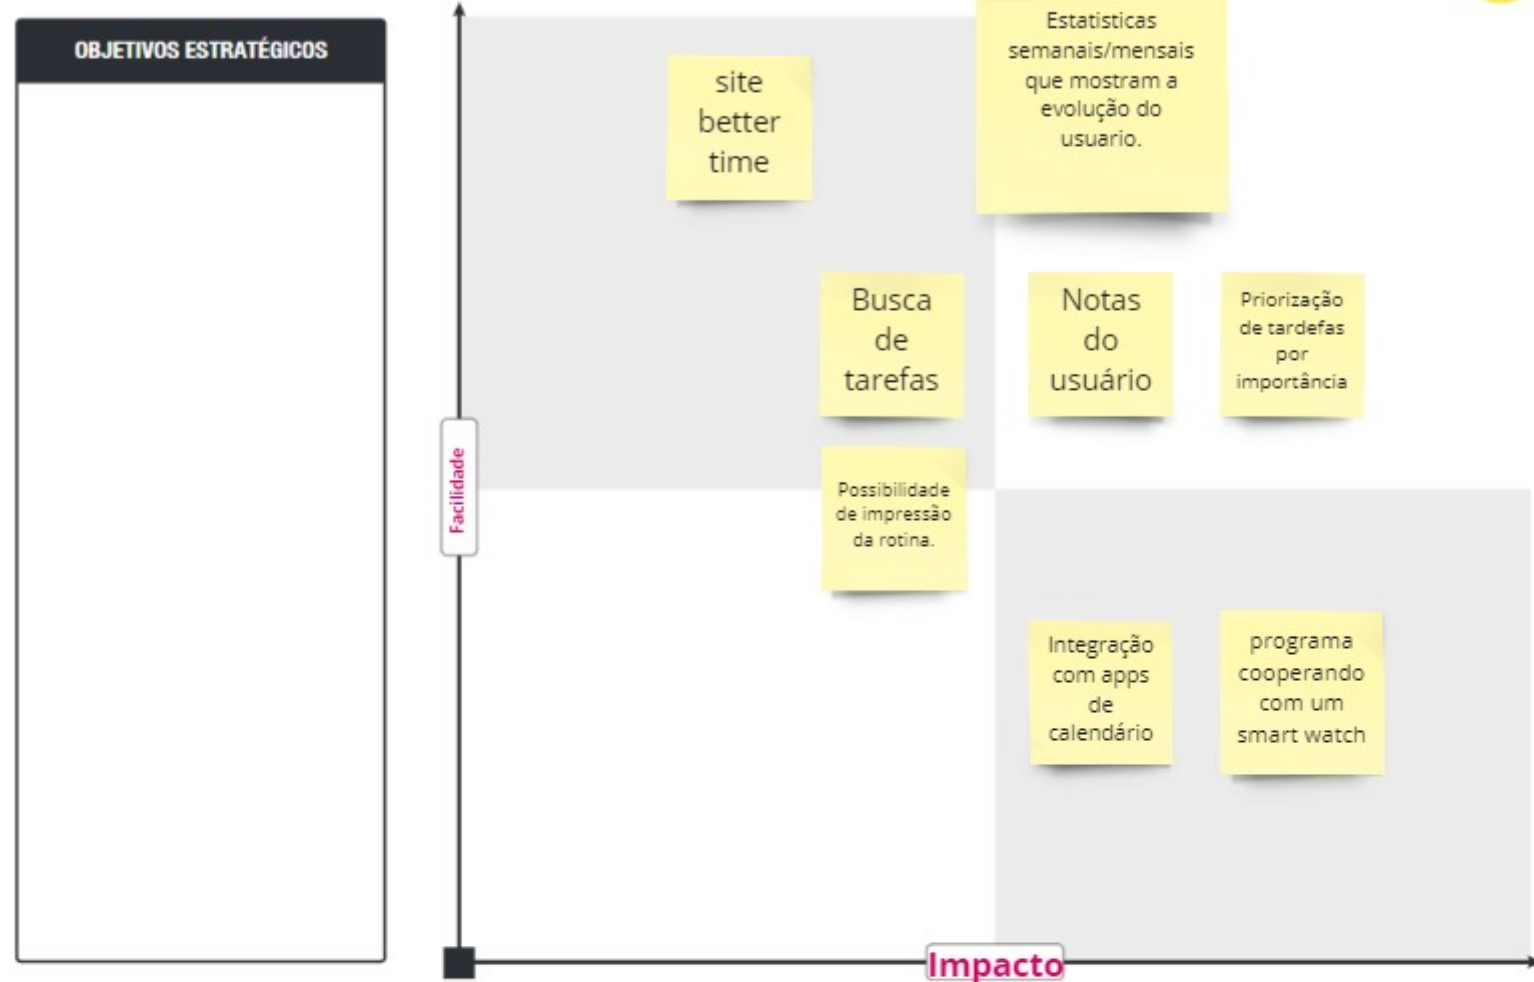 OBJETIVOS ESTRATÉGICOS
site
better
time
Estatisticas
semanais/mensais
que mostram a
evolução do
usuario.
Busca
de
tarefas
Notas
do
usuário
Priorização
de tardefas
por
importância
Facilidade
Possibilidade
de impressão
da rotina.
Integração
com apps
de
calendário
programa
cooperando
com um
smart watch
Impacto